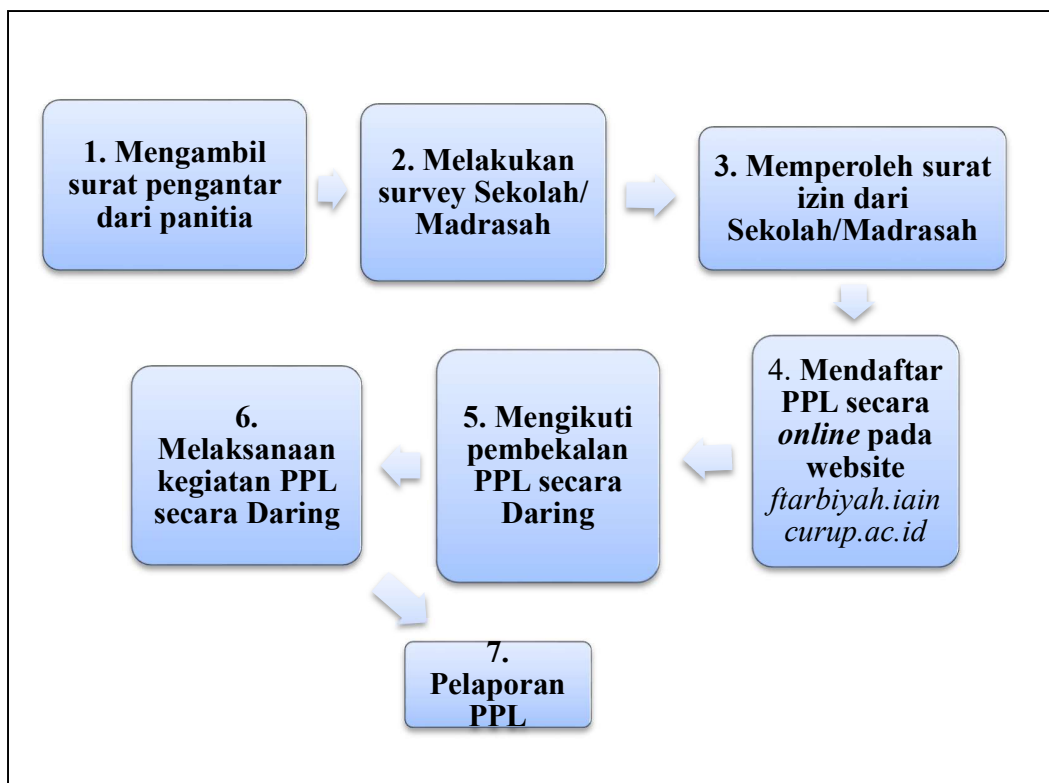 1. Mengambil
surat pengantar
dari panitia
2. Melakukan
survey Sekolah/
Madrasah
3. Memperoleh surat
izin dari
Sekolah/Madrasah
4. Mendaftar
PPL secara
online pada
website
ftarbiyah.iain
curup.ac.id
5. Mengikuti
pembekalan
PPL secara
Daring
6.
Melaksanaan
kegiatan PPL
secara Daring
7.
Pelaporan
PPL